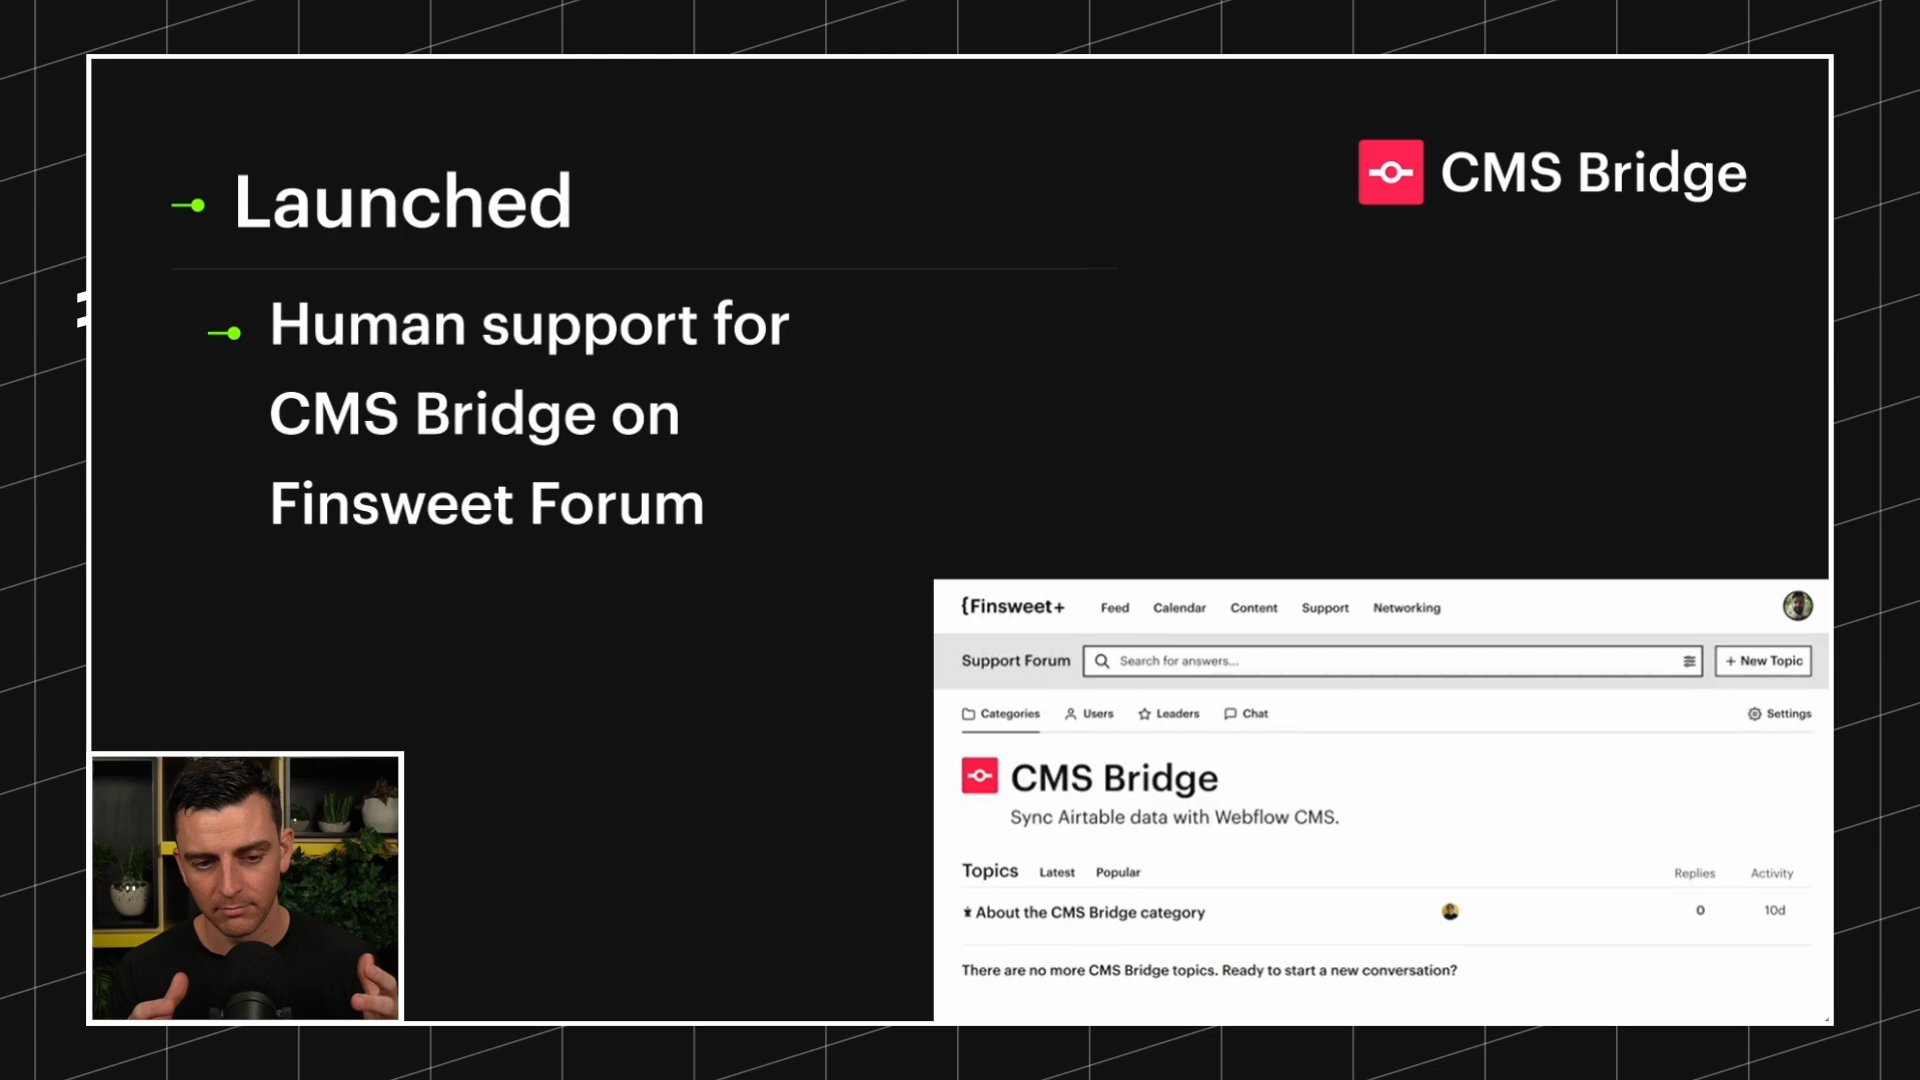 Launched
CMS Bridge
Human support for
CMS Bridge on
Finsweet Forum
{Finsweet+ Feed Calendar Content Support Networking
Support Forum Search for answers... + New Topic
Categories Users Leaders Chat Settings
CMS Bridge
Sync Airtable data with Webflow CMS.
Topics Latest Popular Replies Activity
About the CMS Bridge category 0 10d
There are no more CMS Bridge topics. Ready to start a new conversation?